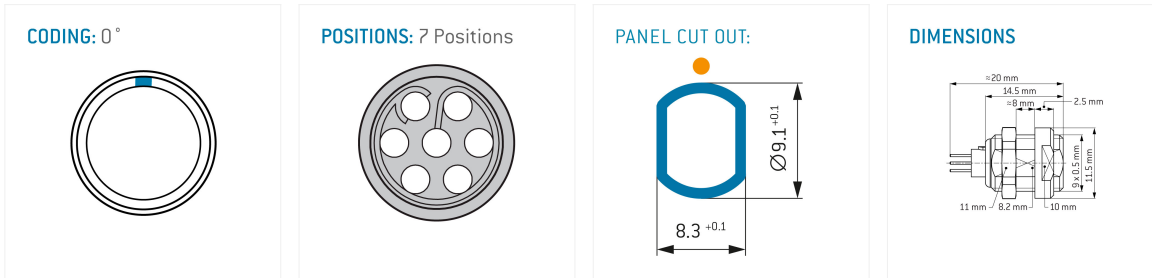 CODING: 0°
POSITIONS: 7 Positions
PANEL CUT OUT:
Ø9.1 +0.1
8.3 +0.1
DIMENSIONS
≈20 mm
14.5 mm
≈8 mm
2.5 mm
9 x 0.5 mm
11.5 mm
11 mm
8.2 mm
10 mm